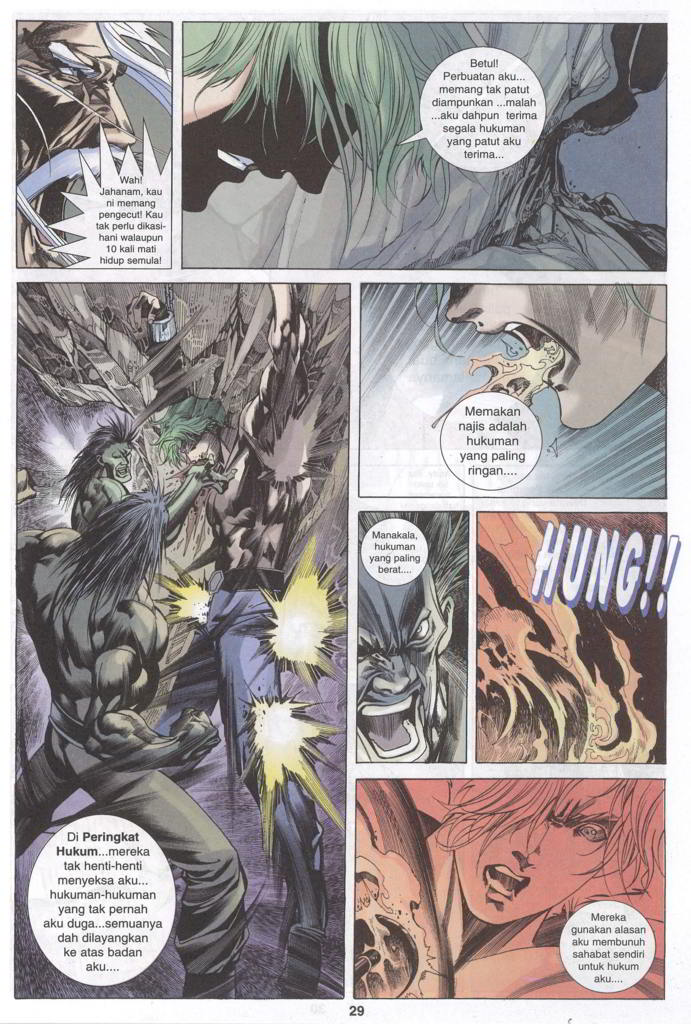 Wah!
Jahanam, kau
ni memang
pengecut! Kau
tak perlu dikasi-
hani walaupun
10 kali mati
hidup semula!
Betul!
Perbuatan aku...
memang tak patut
diampunkan ...malah
...aku dahpun terima
segala hukuman
yang patut aku
terima...
Memakan
najis adalah
hukuman
yang paling
ringan....
Manakala,
hukuman
yang paling
berat....
HUNG!!
Di Peringkat
Hukum...mereka
tak henti-henti
menyeksa aku...
hukuman-hukuman
yang tak pernah
aku duga...semuanya
dah dilayangkan
ke atas badan
aku....
Mereka
gunakan alasan
aku membunuh
sahabat sendiri
untuk hukum
aku....
29